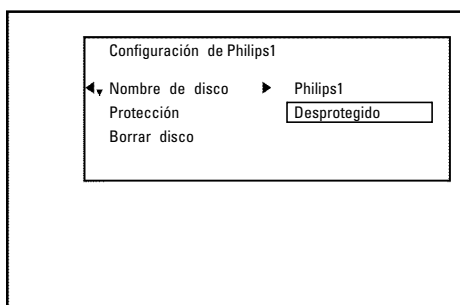 Configuración de Philips1
Nombre de disco Philips1
Protección Desprotegido
Borrar disco